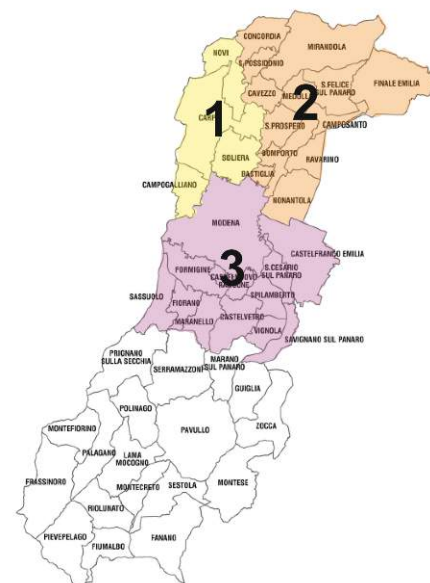 CONCORDIA
NOVI
MIRANDOLA
S.POSSIDONIO
CAVEZZO
MEDOLLA
S.FELICE
SUL PANARO
FINALE EMILIA
1
2
CARPI
S.PROSPERO
CAMPOSANTO
SOLIERA
BOMPORTO
RAVARINO
BASTIGLIA
CAMPOGALLIANO
NONANTOLA
MODENA
CASTELFRANCO EMILIA
3
FORMIGINE
CASTELNUOVO
RANGONE
S.CESARIO
SUL PANARO
SASSUOLO
FIORANO
SPILAMBERTO
MARANELLO
CASTELVETRO
VIGNOLA
SAVIGNANO SUL PANARO
PRIGNANO
SULLA SECCHIA
SERRAMAZZONI
MARANO
SUL PANARO
GUIGLIA
POLINAGO
MONTEFIORINO
PAVULLO
ZOCCA
PALAGANO
LAMA
MOCOGNO
FRASSINORO
MONTECRETO
SESTOLA
MONTESE
RIOLUNATO
PIEVEPELAGO
FIUMALBO
FANANO